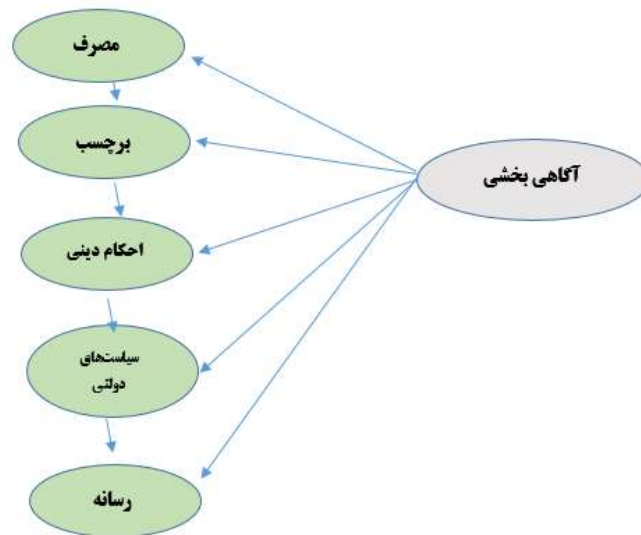 مصرف
برچسب
آگاهی بخشی
احکام دینی
سیاست‌های
دولتی
رسانه